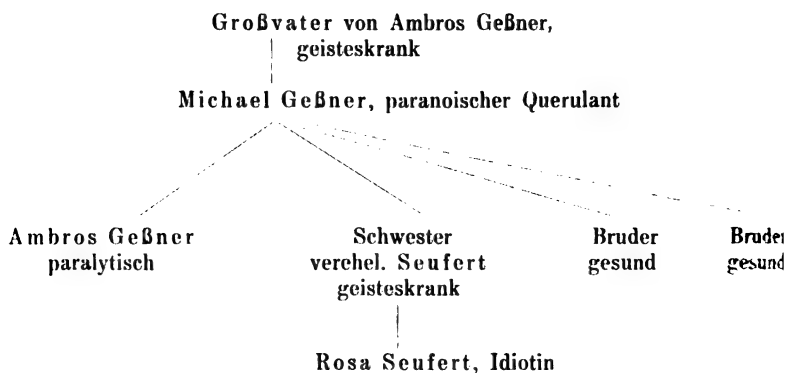 Großvater von Ambros Geßner,
geisteskrank
Michael Geßner, paranoischer Querulant
Ambros Geßner Schwester Bruder Bruder
paralytisch verchel. Seufert gesund gesund
geisteskrank
Rosa Seufert, Idiotin